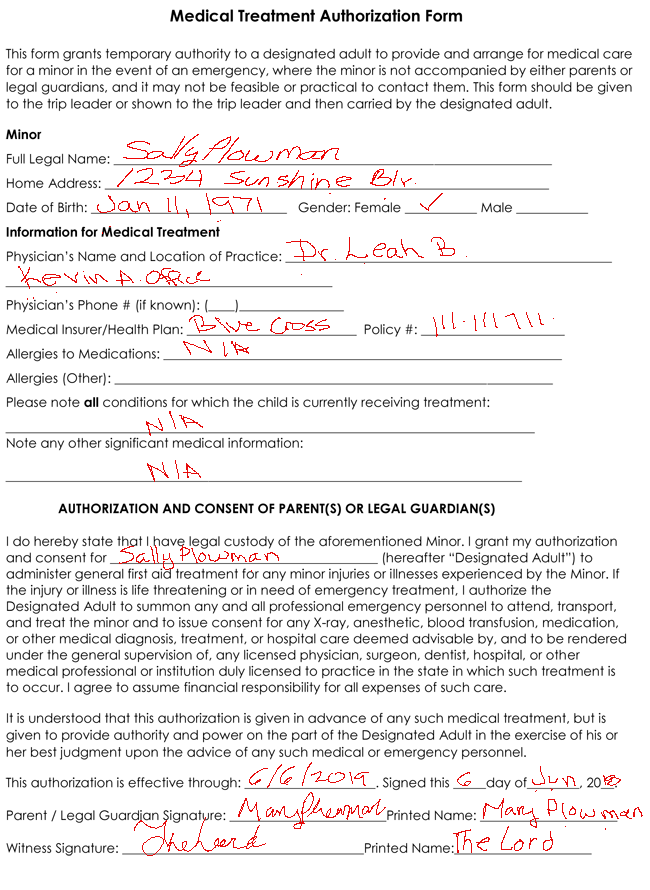 Medical Treatment Authorization Form
This form grants temporary authority to a designated adult to provide and arrange for medical care
for a minor in the event of an emergency, where the minor is not accompanied by either parents or
legal guardians, and it may not be feasible or practical to contact them. This form should be given
to the trip leader or shown to the trip leader and then carried by the designated adult.
Minor
Full Legal Name: Sally Plowman
Home Address: 1234 Sunshine Blv.
Date of Birth: Jan 11, 1971 Gender: Female ✓ Male
Information for Medical Treatment
Physician's Name and Location of Practice: Dr. Leah B.
Kevin A. Office
Physician's Phone # (if known): (___)
Medical Insurer/Health Plan: Blue Cross Policy #: 111-111711.
Allergies to Medications: N/A
Allergies (Other):
Please note all conditions for which the child is currently receiving treatment:
N/A
Note any other significant medical information:
N/A
AUTHORIZATION AND CONSENT OF PARENT(S) OR LEGAL GUARDIAN(S)
I do hereby state that I have legal custody of the aforementioned Minor. I grant my authorization
and consent for Sally Plowman (hereafter "Designated Adult") to
administer general first aid treatment for any minor injuries or illnesses experienced by the Minor. If
the injury or illness is life threatening or in need of emergency treatment, I authorize the
Designated Adult to summon any and all professional emergency personnel to attend, transport,
and treat the minor and to issue consent for any X-ray, anesthetic, blood transfusion, medication,
or other medical diagnosis, treatment, or hospital care deemed advisable by, and to be rendered
under the general supervision of, any licensed physician, surgeon, dentist, hospital, or other
medical professional or institution duly licensed to practice in the state in which such treatment is
to occur. I agree to assume financial responsibility for all expenses of such care.
It is understood that this authorization is given in advance of any such medical treatment, but is
given to provide authority and power on the part of the Designated Adult in the exercise of his or
her best judgment upon the advice of any such medical or emergency personnel.
This authorization is effective through: 6/6/2019. Signed this 6 day of Jun, 20
Parent / Legal Guardian Signature: Mary Plowman Printed Name: Mary Plowman
Witness Signature: The Lord Printed Name: The Lord